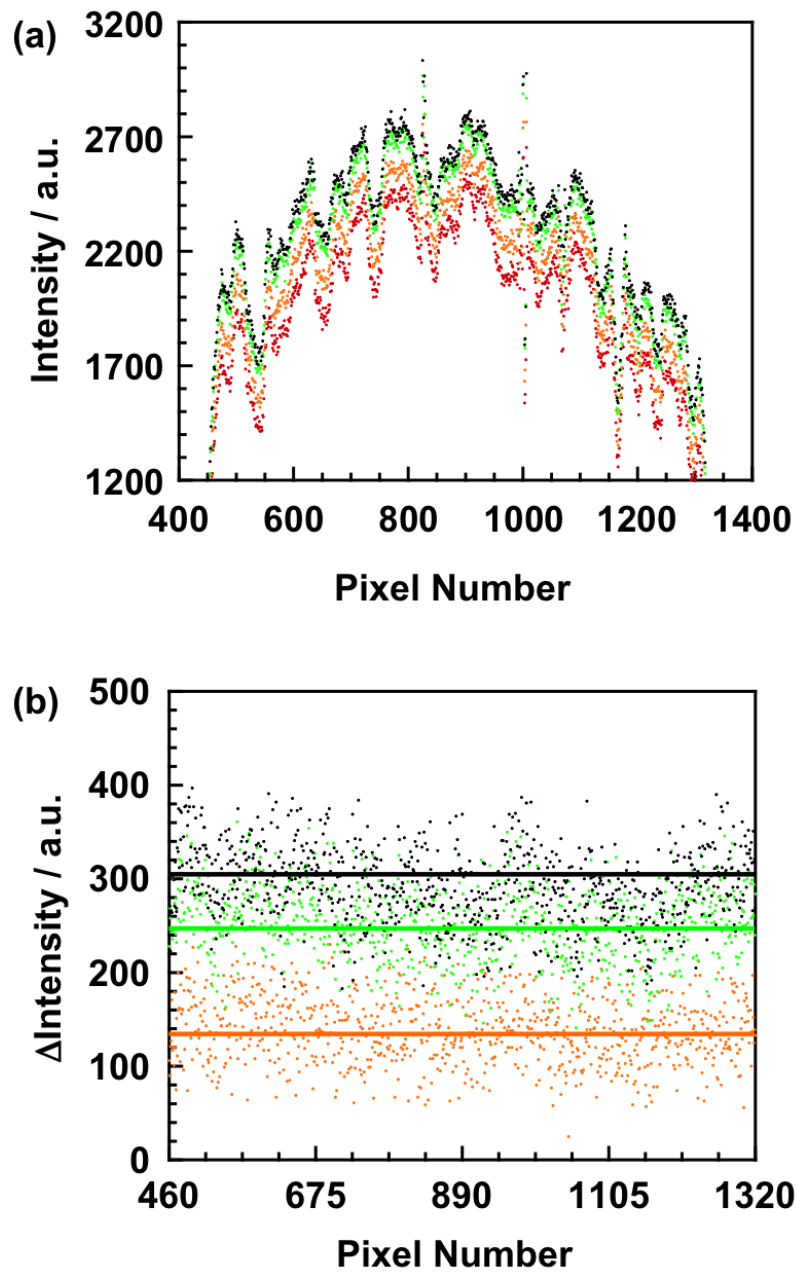 (a)
3200
2700
2200
1700
1200
Intensity / a.u.
400 600 800 1000 1200 1400
Pixel Number
(b)
500
400
300
200
100
0
ΔIntensity / a.u.
460 675 890 1105 1320
Pixel Number